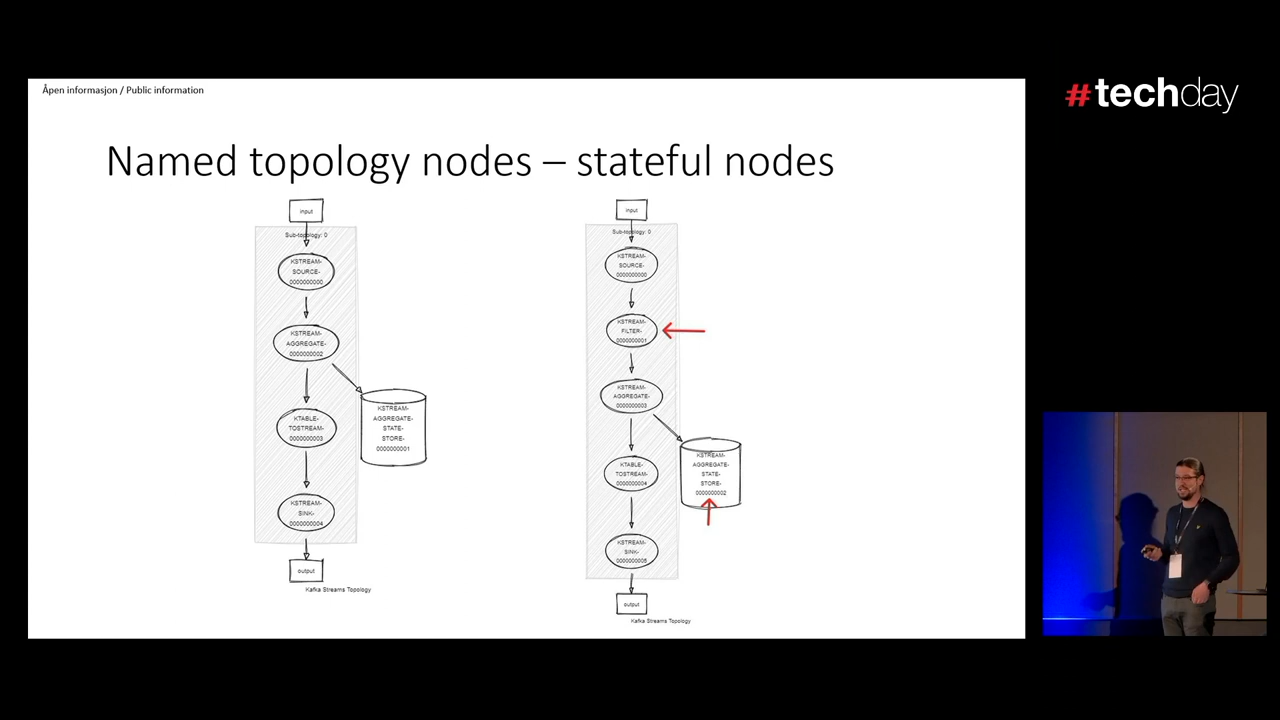 Åpen informasjon / Public information
#techday
Named topology nodes – stateful nodes
input
Sub-topology: 0
KSTREAM-
SOURCE-
0000000000
KSTREAM-
AGGREGATE-
0000000002
KTABLE-
TOSTREAM-
0000000003
KSTREAM-
AGGREGATE-
STATE-
STORE-
0000000001
KSTREAM-
SINK-
0000000004
output
Kafka Streams Topology
input
Sub-topology: 0
KSTREAM-
SOURCE-
0000000000
KSTREAM-
FILTER-
0000000001
KSTREAM-
AGGREGATE-
0000000003
KSTREAM-
AGGREGATE-
STATE-
STORE-
0000000002
KTABLE-
TOSTREAM-
0000000004
KSTREAM-
SINK-
0000000005
output
Kafka Streams Topology